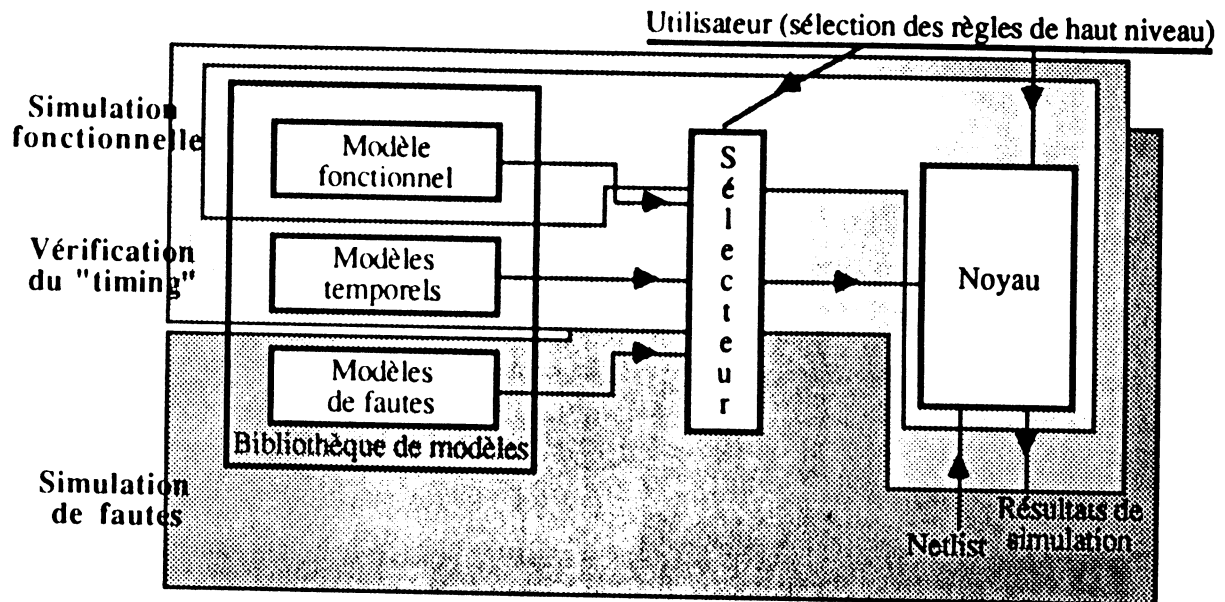 Utilisateur (sélection des règles de haut niveau)
Simulation
fonctionnelle
Modèle
fonctionnel
Vérification
du "timing"
Modèles
temporels
Modèles
de fautes
Bibliothèque de modèles
Simulation
de fautes
Sélecteur
Noyau
Netlist
Résultats de
simulation